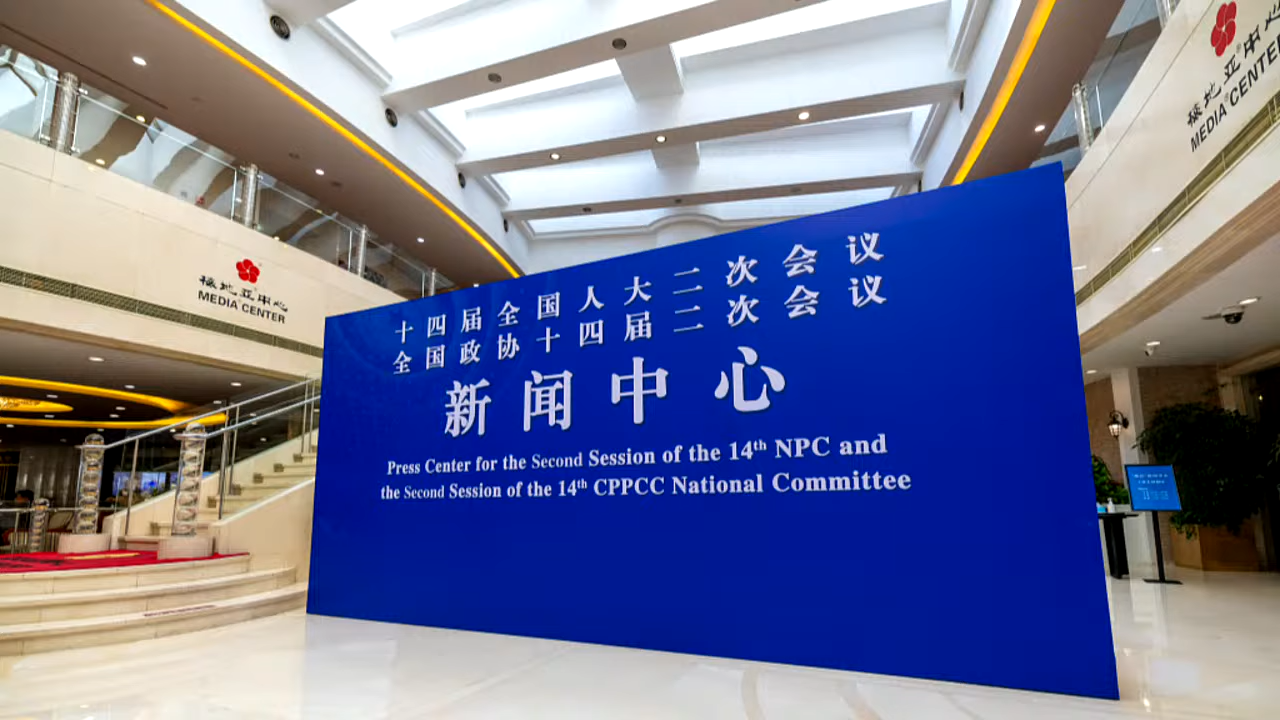 梅地亚®中心
MEDIA®CENTER
梅地亚®中心
MEDIA®CENTER
十四届全国人大二次会议
全国政协十四届二次会议
新闻中心
Press Center for the Second Session of the 14th NPC and
the Second Session of the 14th CPPCC National Committee